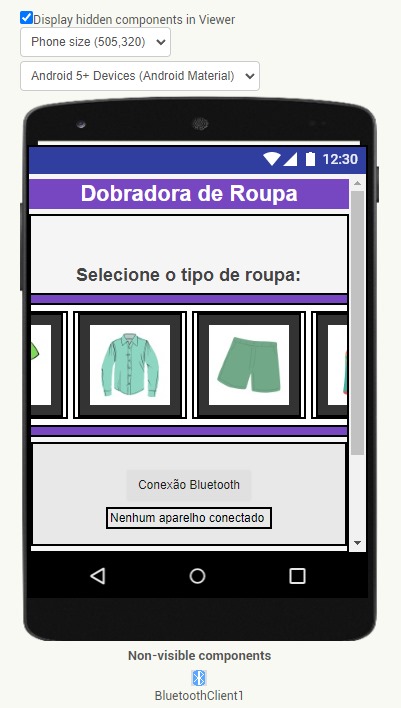 Display hidden components in Viewer
Phone size (505,320)
Android 5+ Devices (Android Material)
12:30
Dobradora de Roupa
Selecione o tipo de roupa:
Conexão Bluetooth
Nenhum aparelho conectado
Non-visible components
BluetoothClient1